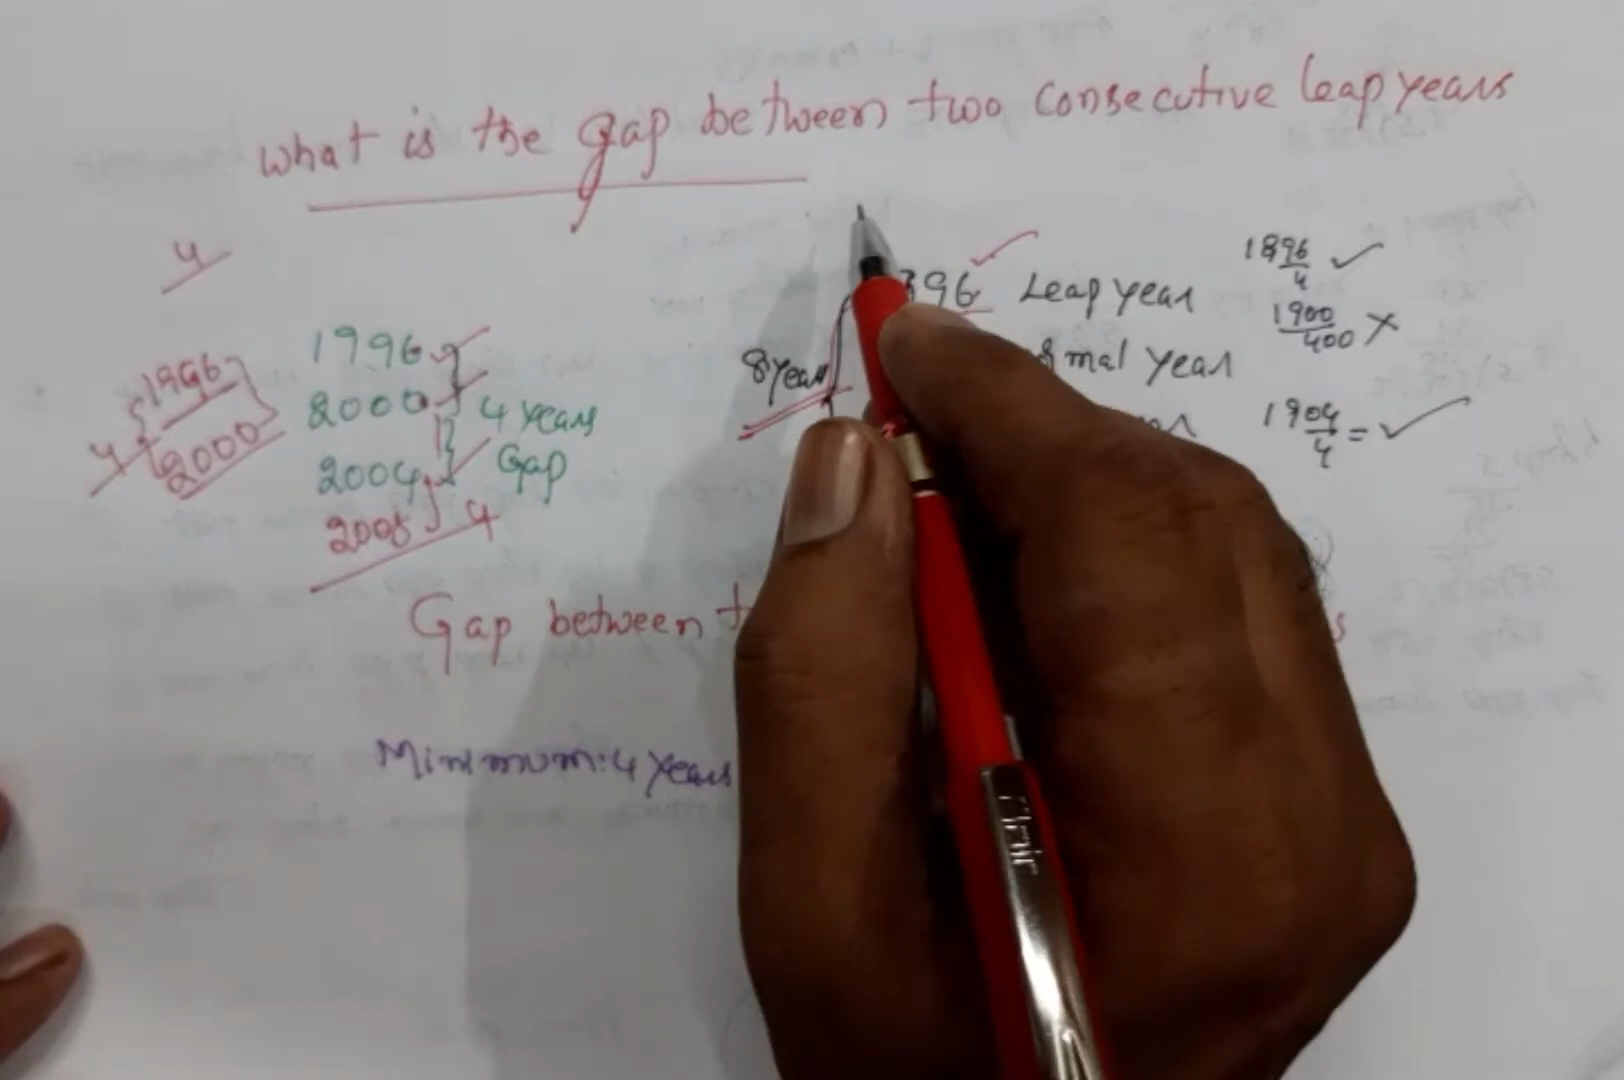 What is the gap between two consecutive leap years
4
1996
2000
4
1996
2000
2004
2008
4 years
Gap
4
8 years
896 Leap year
mal year
1896/4 ✓
1900/400 ×
1904/4 = ✓
Gap between
Minimum: 4 years